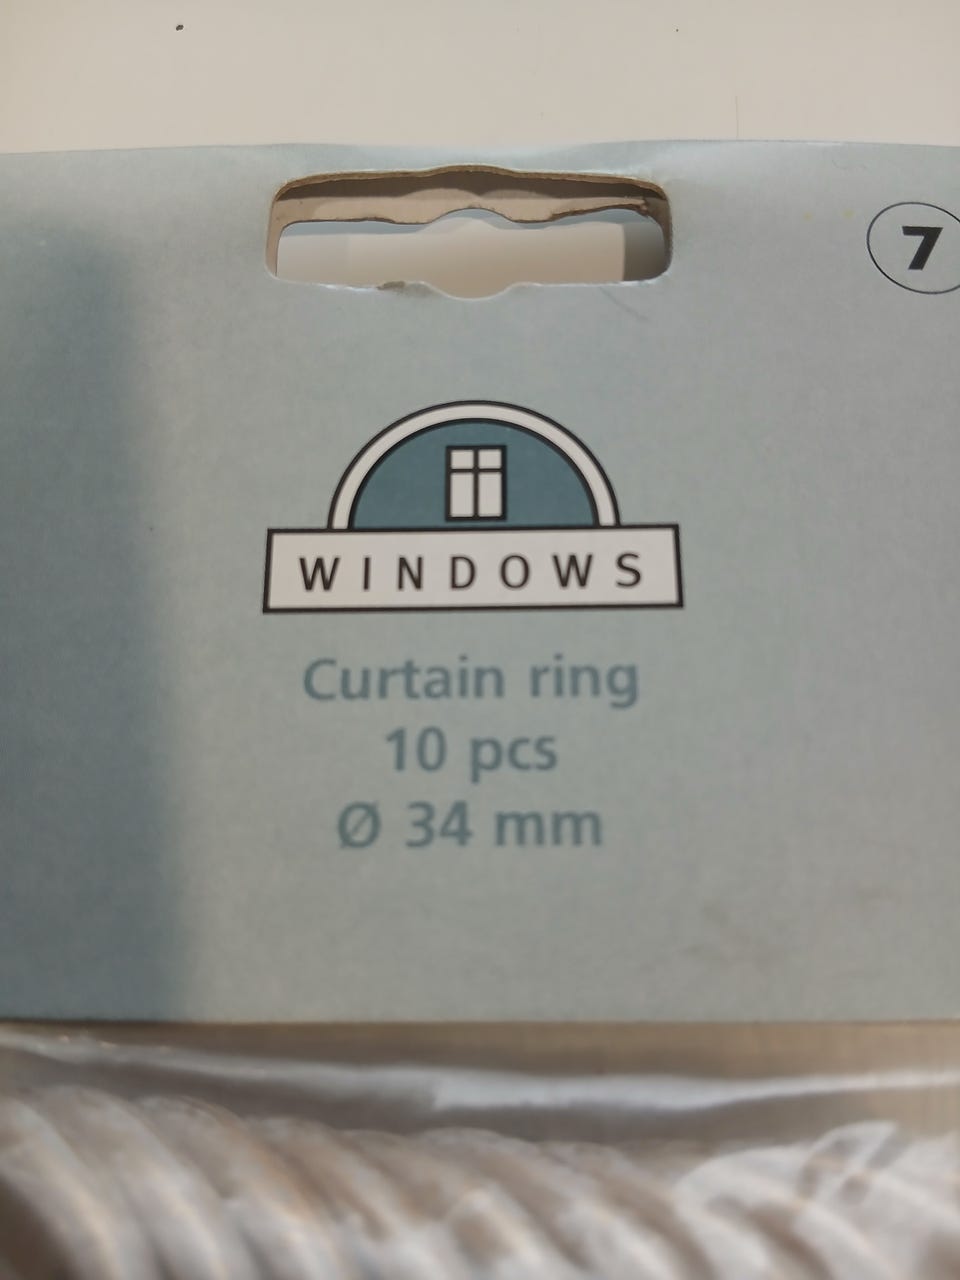 7
WINDOWS
Curtain ring
10 pcs
Ø 34 mm